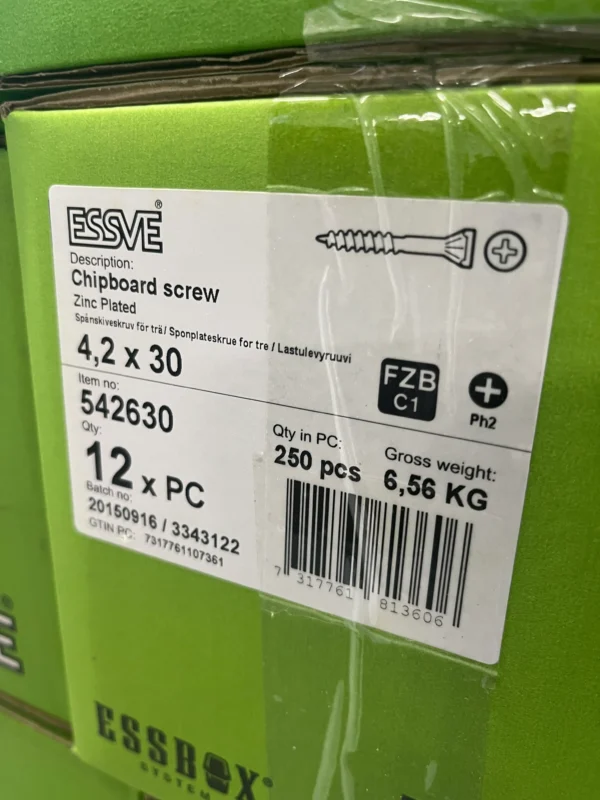 ESSVE®
Description:
Chipboard screw
Zinc Plated
Spånskiveskruv för trä/ Sponplateskrue for tre / Lastulevyruuvi
4,2 x 30
FZB
C1
Ph2
Item no:
542630
Qty:
12 x PC
Qty in PC:
250 pcs
Gross weight:
6,56 KG
Batch no:
20150916 / 3343122
GTIN PC: 7317761107361
7 317761 813606
ESSBOX®
SYSTEM